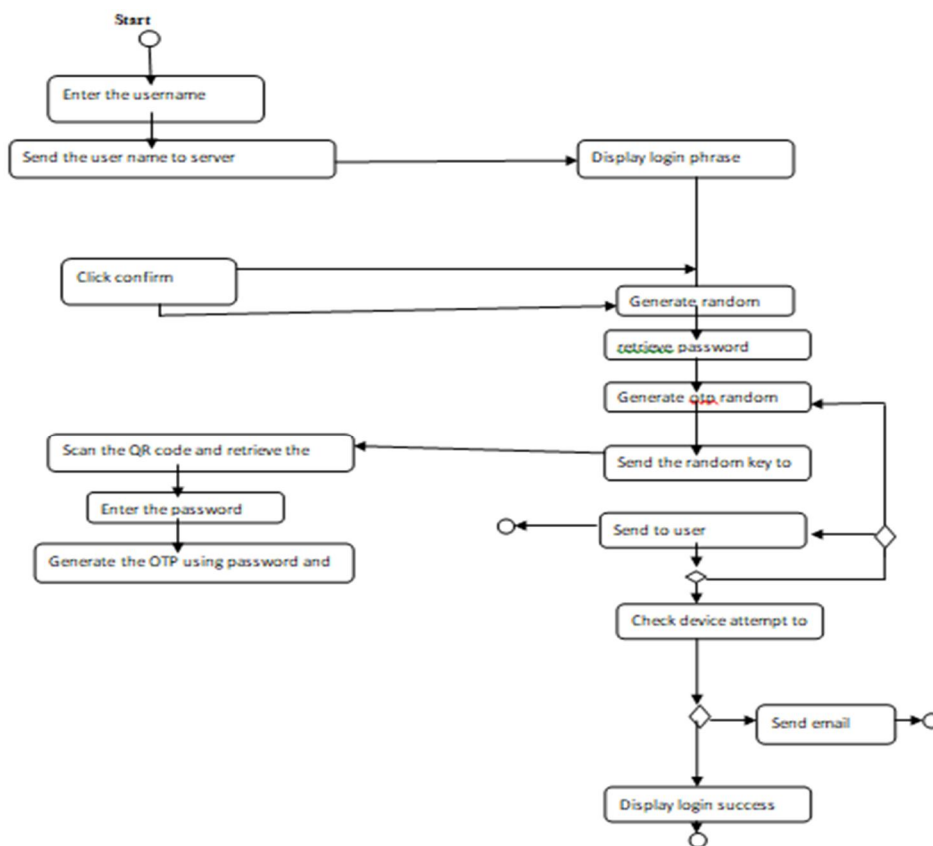 Start
Enter the username
Send the user name to server
Display login phrase
Click confirm
Generate random
retrieve password
Generate otp random
Scan the QR code and retrieve the
Send the random key to
Enter the password
Send to user
Generate the OTP using password and
Check device attempt to
Send email
Display login success